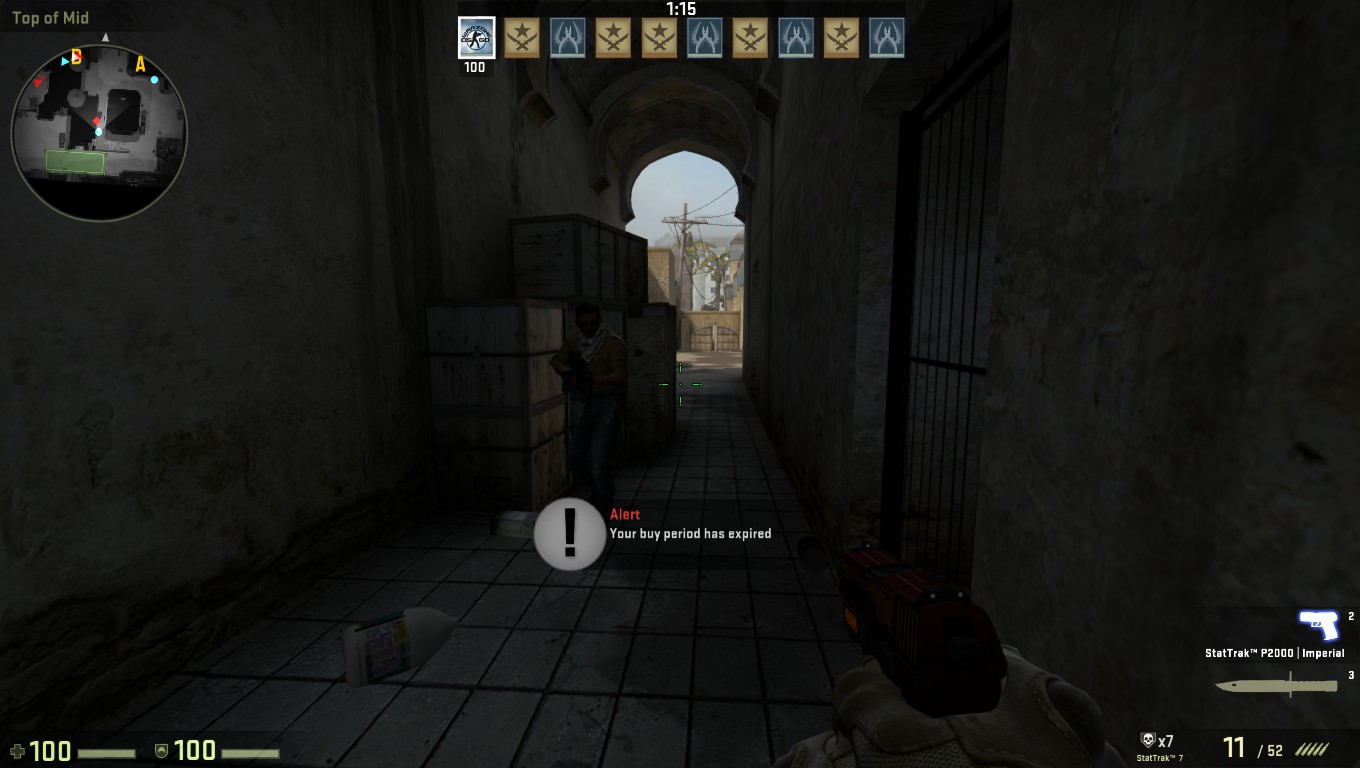 Top of Mid
1:15
100
B
A
Alert
Your buy period has expired
2
StatTrak™ P2000 | Imperial
3
100
100
x7
StatTrak™ 7
11 / 52